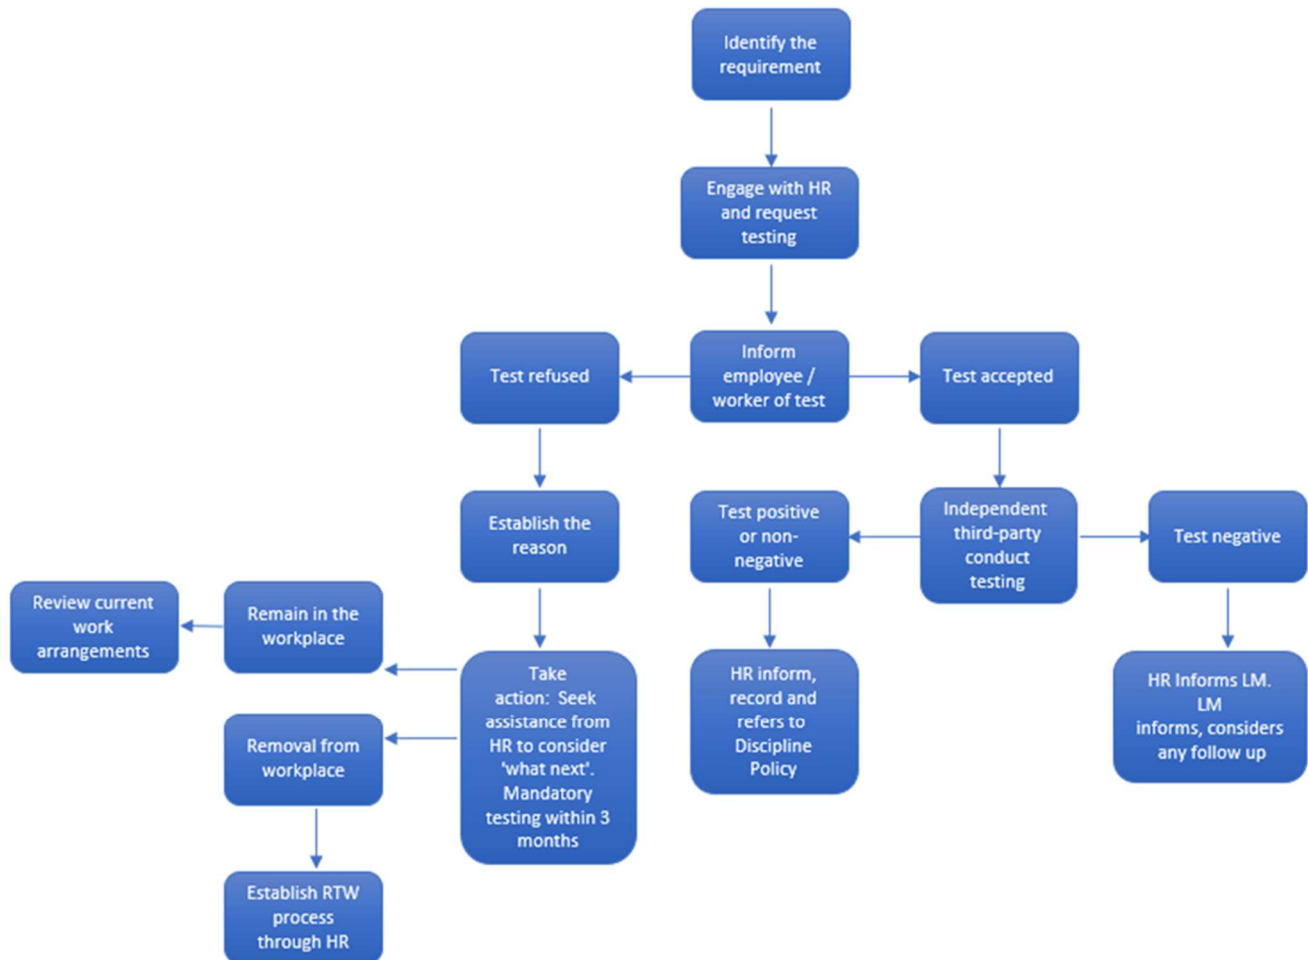 Identify the
requirement
Engage with HR
and request
testing
Test refused
Inform
employee /
worker of test
Test accepted
Establish the
reason
Test positive
or non-
negative
Independent
third-party
conduct
testing
Test negative
Review current
work
arrangements
Remain in the
workplace
Take
action: Seek
assistance from
HR to consider
'what next'.
Mandatory
testing within 3
months
HR inform,
record and
refers to
Discipline
Policy
HR Informs LM.
LM
informs, considers
any follow up
Removal from
workplace
Establish RTW
process
through HR